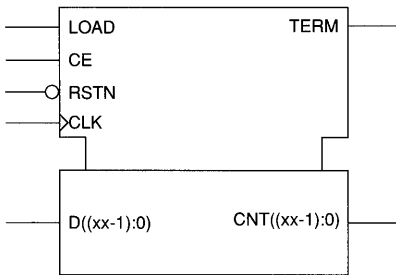 LOAD
TERM
CE
RSTN
CLK
D((xx-1):0)
CNT((xx-1):0)